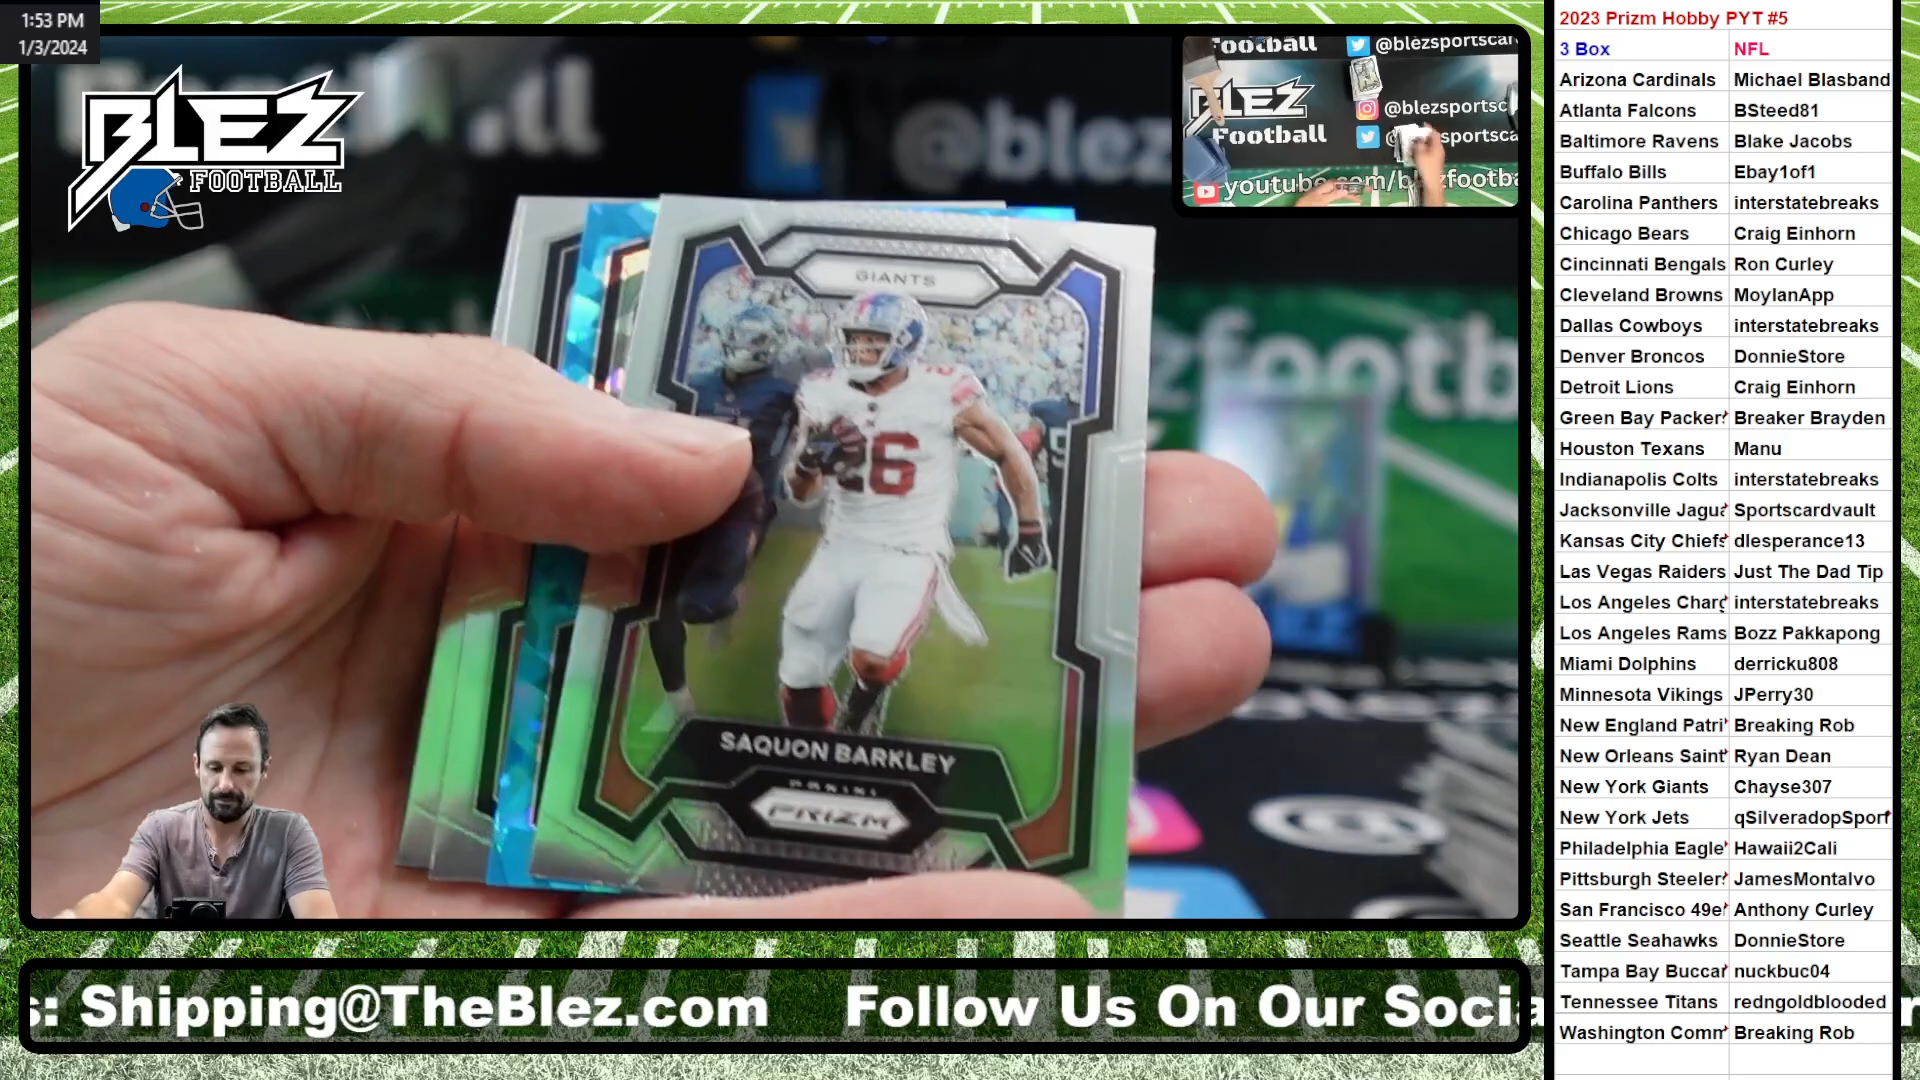 1:53 PM
1/3/2024
BLEZ
FOOTBALL
@blez
GIANTS
26
SAQUON BARKLEY
PANINI
PRIZM
Football
@blezsportscar
BLEZ
@blezsportsc
Football
s: Shipping@TheBlez.com Follow Us On Our Socia
2023 Prizm Hobby PYT #5
3 Box NFL
Arizona Cardinals Michael Blasband
Atlanta Falcons BSteed81
Baltimore Ravens Blake Jacobs
Buffalo Bills Ebay1of1
Carolina Panthers interstatebreaks
Chicago Bears Craig Einhorn
Cincinnati Bengals Ron Curley
Cleveland Browns MoylanApp
Dallas Cowboys interstatebreaks
Denver Broncos DonnieStore
Detroit Lions Craig Einhorn
Green Bay Packer Breaker Brayden
Houston Texans Manu
Indianapolis Colts interstatebreaks
Jacksonville Jagu Sportscardvault
Kansas City Chiefs dlesperance13
Las Vegas Raiders Just The Dad Tip
Los Angeles Charg interstatebreaks
Los Angeles Rams Bozz Pakkapong
Miami Dolphins derricku808
Minnesota Vikings JPerry30
New England Patri Breaking Rob
New Orleans Saint Ryan Dean
New York Giants Chayse307
New York Jets qSilveradopSport
Philadelphia Eagle Hawaii2Cali
Pittsburgh Steeler JamesMontalvo
San Francisco 49e Anthony Curley
Seattle Seahawks DonnieStore
Tampa Bay Buccar nuckbuc04
Tennessee Titans redngoldblooded
Washington Comm Breaking Rob